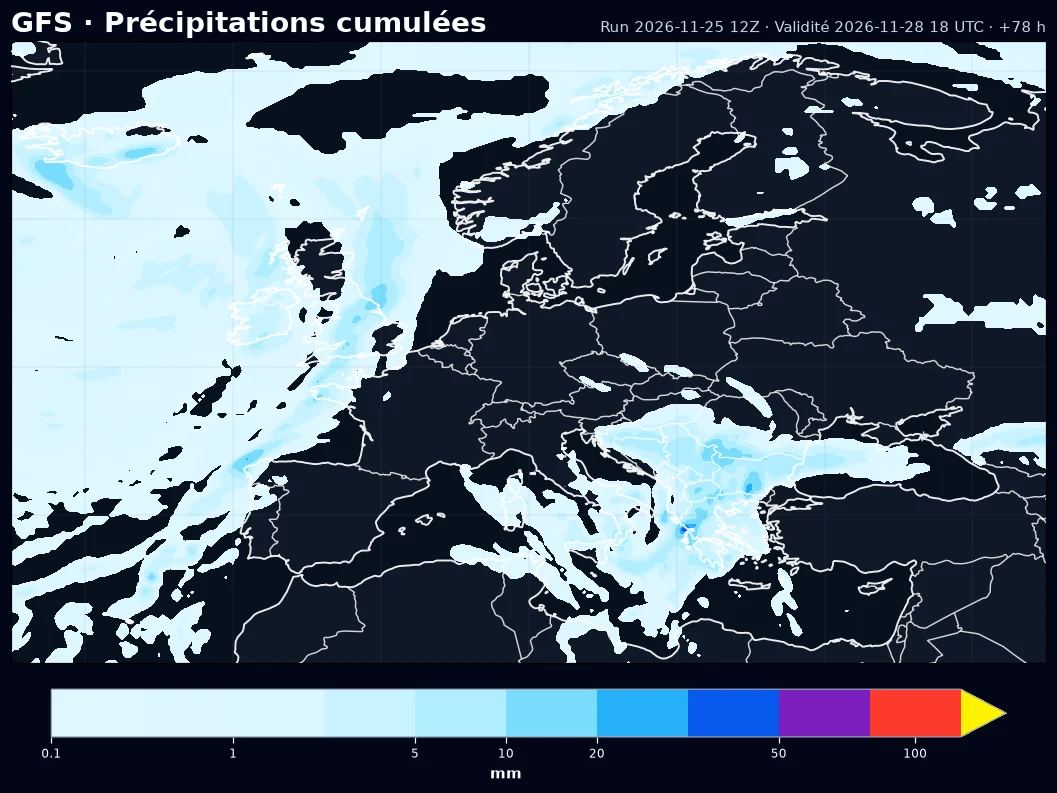 GFS · Précipitations cumulées
Run 2026-11-25 12Z · Validité 2026-11-28 18 UTC · +78 h
0.1 1 5 10 20 50 100
mm